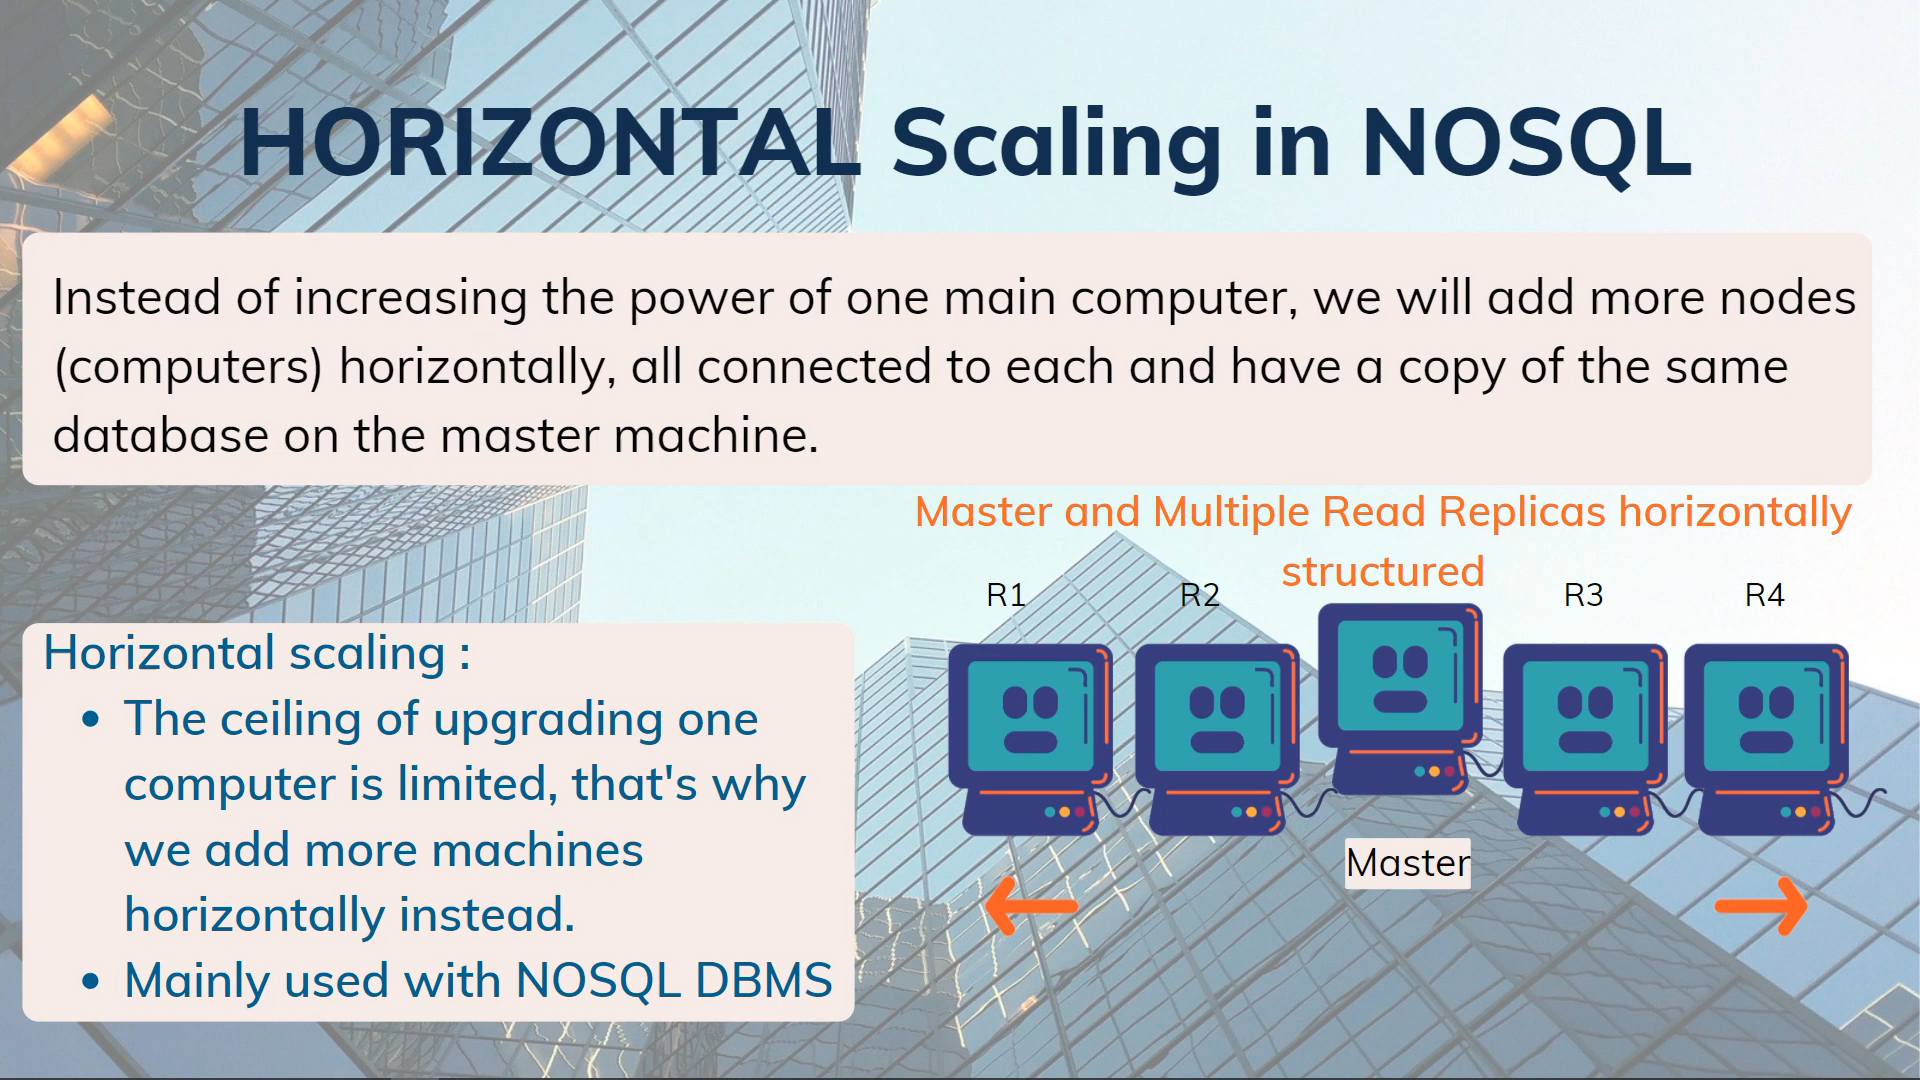 HORIZONTAL Scaling in NOSQL
Instead of increasing the power of one main computer, we will add more nodes
(computers) horizontally, all connected to each and have a copy of the same
database on the master machine.
Master and Multiple Read Replicas horizontally
structured
R1
R2
R3
R4
Master
Horizontal scaling :
• The ceiling of upgrading one
computer is limited, that's why
we add more machines
horizontally instead.
• Mainly used with NOSQL DBMS